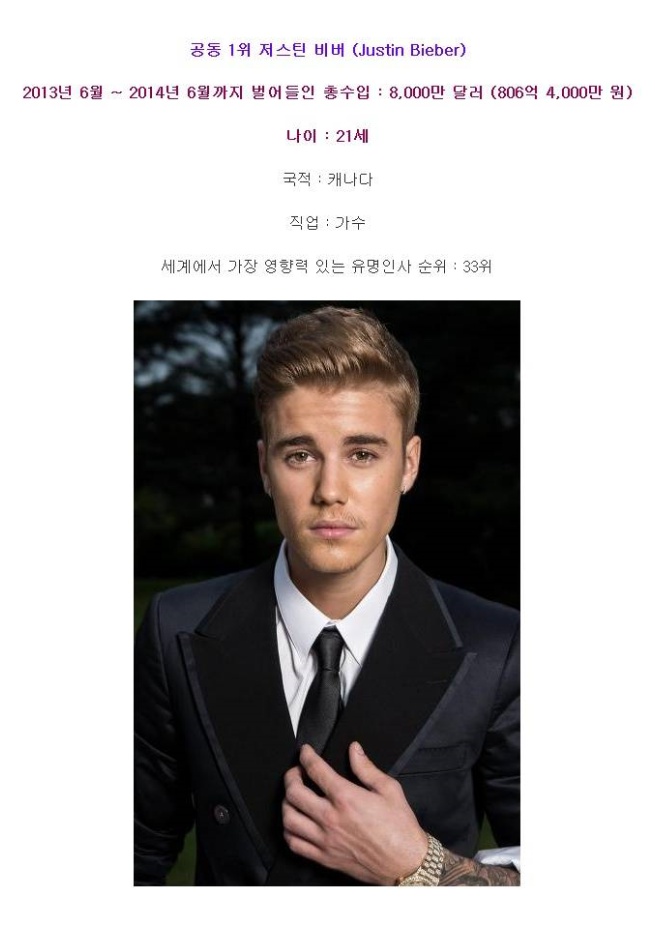 공동 1위 저스틴 비버 (Justin Bieber)
2013년 6월 ~ 2014년 6월까지 벌어들인 총수입 : 8,000만 달러 (806억 4,000만 원)
나이 : 21세
국적 : 캐나다
직업 : 가수
세계에서 가장 영향력 있는 유명인사 순위 : 33위